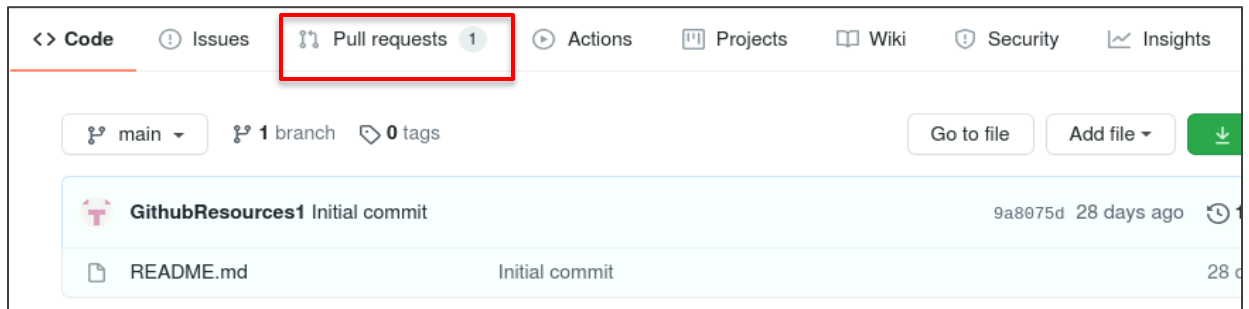 <> Code Issues Pull requests 1 Actions Projects Wiki Security Insights
main 1 branch 0 tags Go to file Add file
GithubResources1 Initial commit 9a8075d 28 days ago
README.md Initial commit 28